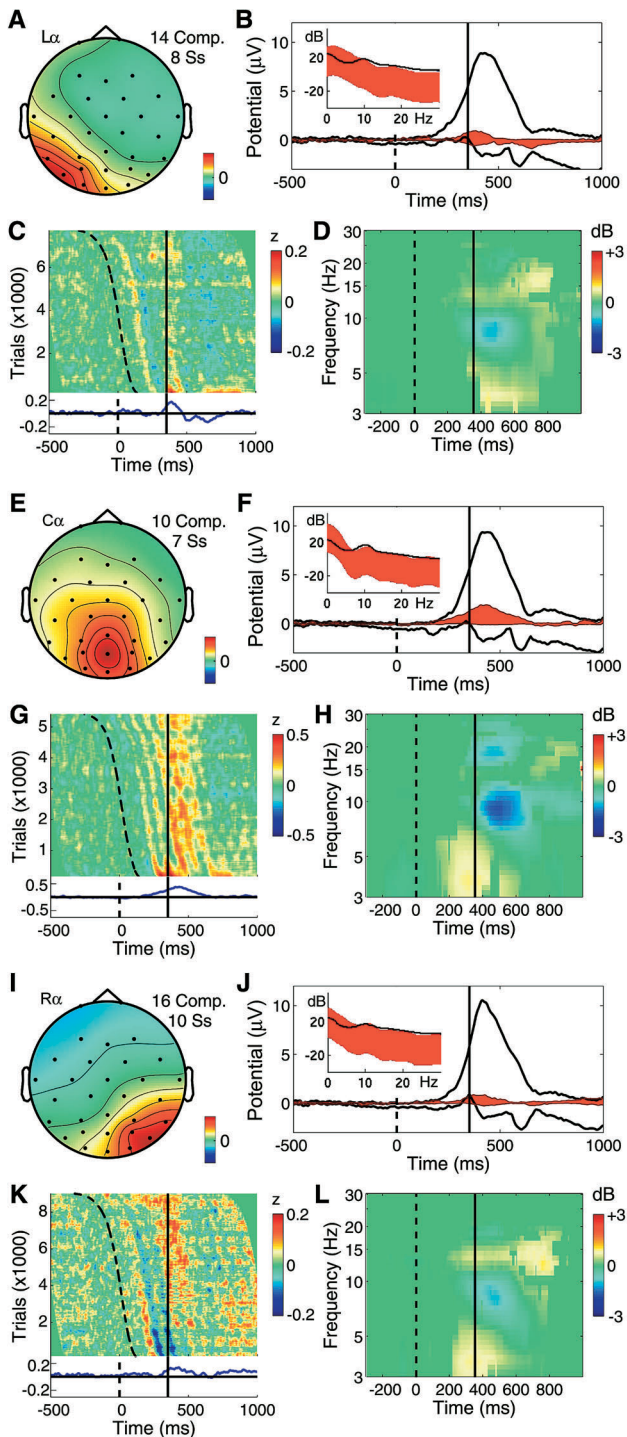 A
Lα
14 Comp.
8 Ss
0
B
Potential (μV)
10
5
0
dB
20
-20
0 10 20 Hz
-500 0 500 1000
Time (ms)
C
Trials (x1000)
6
4
2
z
0.2
0
-0.2
0.2
-0.2
-500 0 500 1000
Time (ms)
D
Frequency (Hz)
30
20
15
10
5
3
dB
+3
0
-3
-200 0 200 400 600 800
Time (ms)
E
Cα
10 Comp.
7 Ss
0
F
Potential (μV)
10
5
0
dB
20
-20
0 10 20 Hz
-500 0 500 1000
Time (ms)
G
Trials (x1000)
5
4
3
2
1
z
0.5
0
-0.5
0.5
-0.5
-500 0 500 1000
Time (ms)
H
Frequency (Hz)
30
20
15
10
5
3
dB
+3
0
-3
-200 0 200 400 600 800
Time (ms)
I
Rα
16 Comp.
10 Ss
0
J
Potential (μV)
10
5
0
dB
20
-20
0 10 20 Hz
-500 0 500 1000
Time (ms)
K
Trials (x1000)
8
6
4
2
z
0.2
0
-0.2
0.2
-0.2
-500 0 500 1000
Time (ms)
L
Frequency (Hz)
30
20
15
10
5
3
dB
+3
0
-3
-200 0 200 400 600 800
Time (ms)